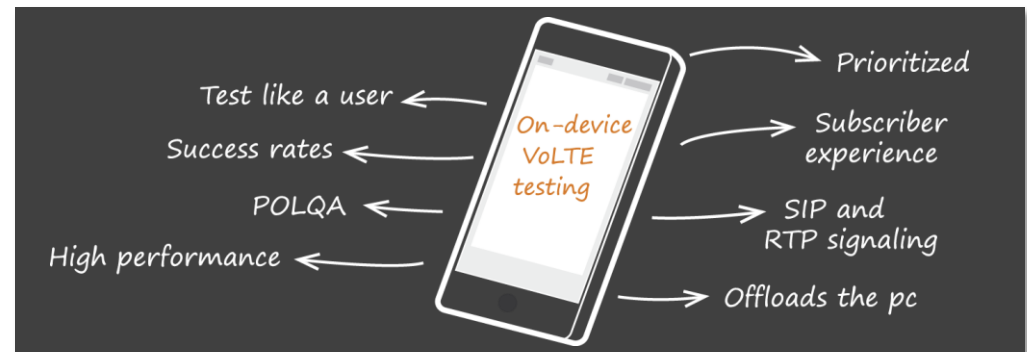 Test like a user
Success rates
POLQA
High performance
On-device
VoLTE
testing
Prioritized
Subscriber
experience
SIP and
RTP signaling
Offloads the pc